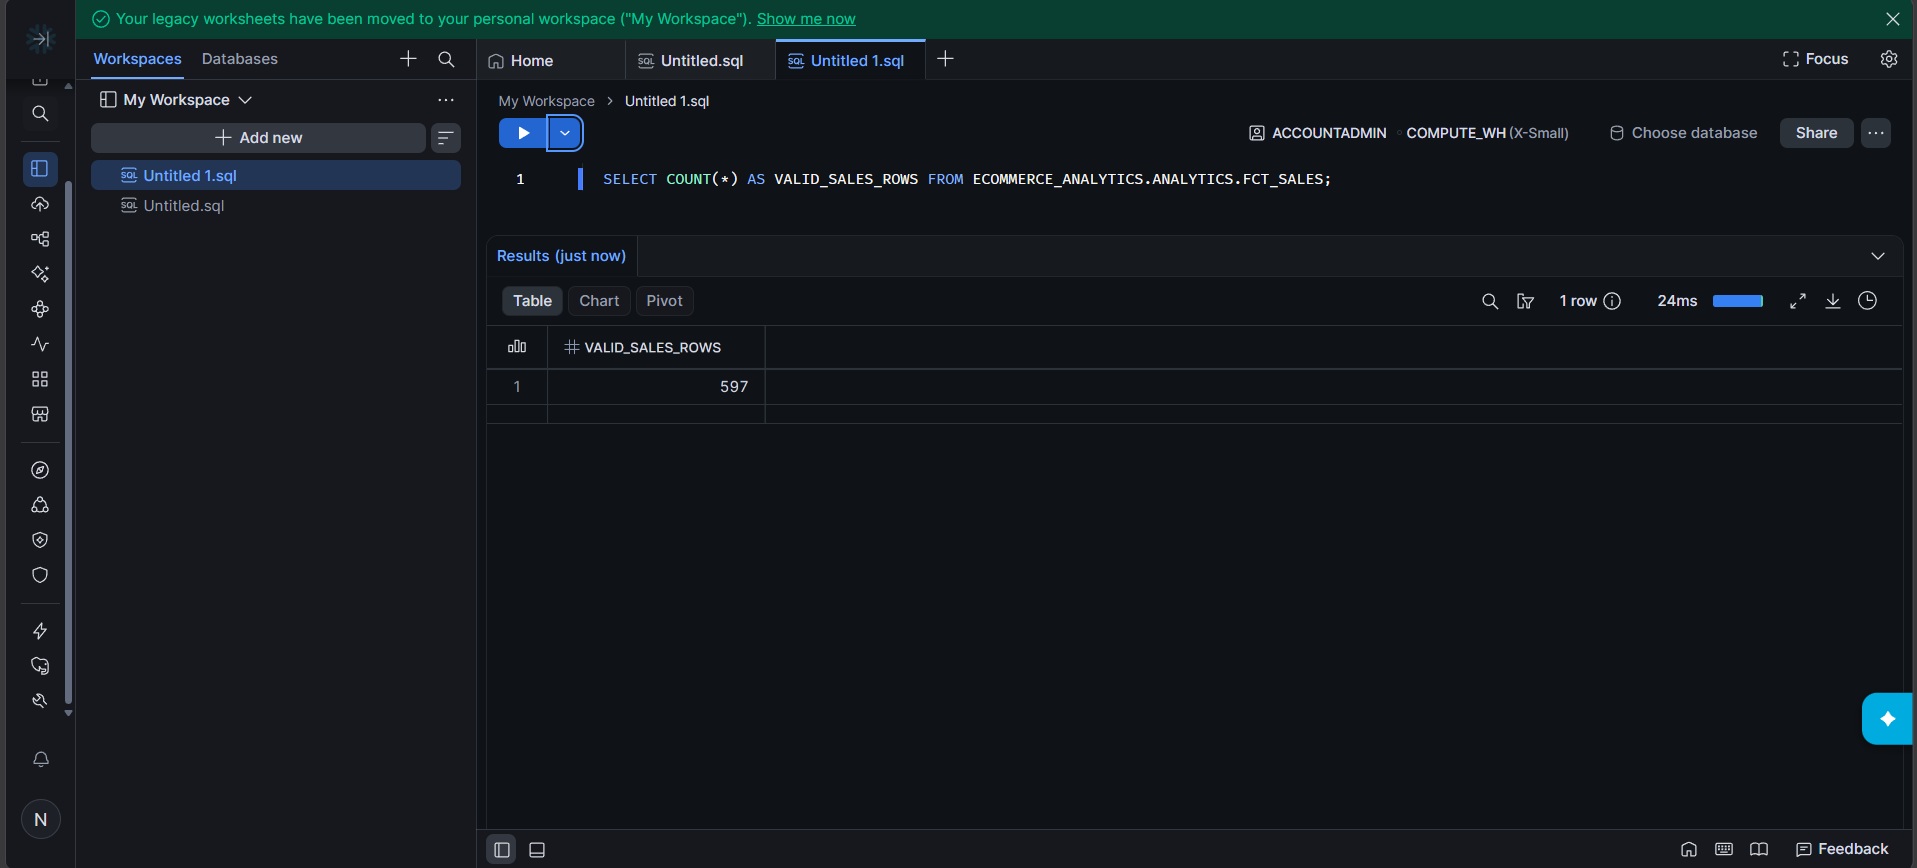 Your legacy worksheets have been moved to your personal workspace ("My Workspace"). Show me now
Workspaces Databases
Home
Untitled.sql
Untitled 1.sql
Focus
My Workspace
Add new
Untitled 1.sql
Untitled.sql
My Workspace > Untitled 1.sql
ACCOUNTADMIN COMPUTE_WH (X-Small) Choose database Share
1 SELECT COUNT(*) AS VALID_SALES_ROWS FROM ECOMMERCE_ANALYTICS.ANALYTICS.FCT_SALES;
Results (just now)
Table Chart Pivot
1 row 24ms
VALID_SALES_ROWS
1 597
N
Feedback